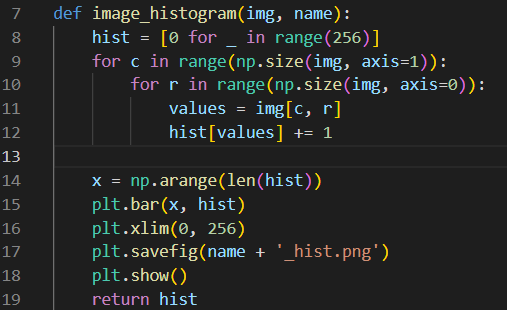 7 def image_histogram(img, name):
8     hist = [0 for _ in range(256)]
9     for c in range(np.size(img, axis=1)):
10         for r in range(np.size(img, axis=0)):
11             values = img[c, r]
12             hist[values] += 1
13
14     x = np.arange(len(hist))
15     plt.bar(x, hist)
16     plt.xlim(0, 256)
17     plt.savefig(name + '_hist.png')
18     plt.show()
19     return hist